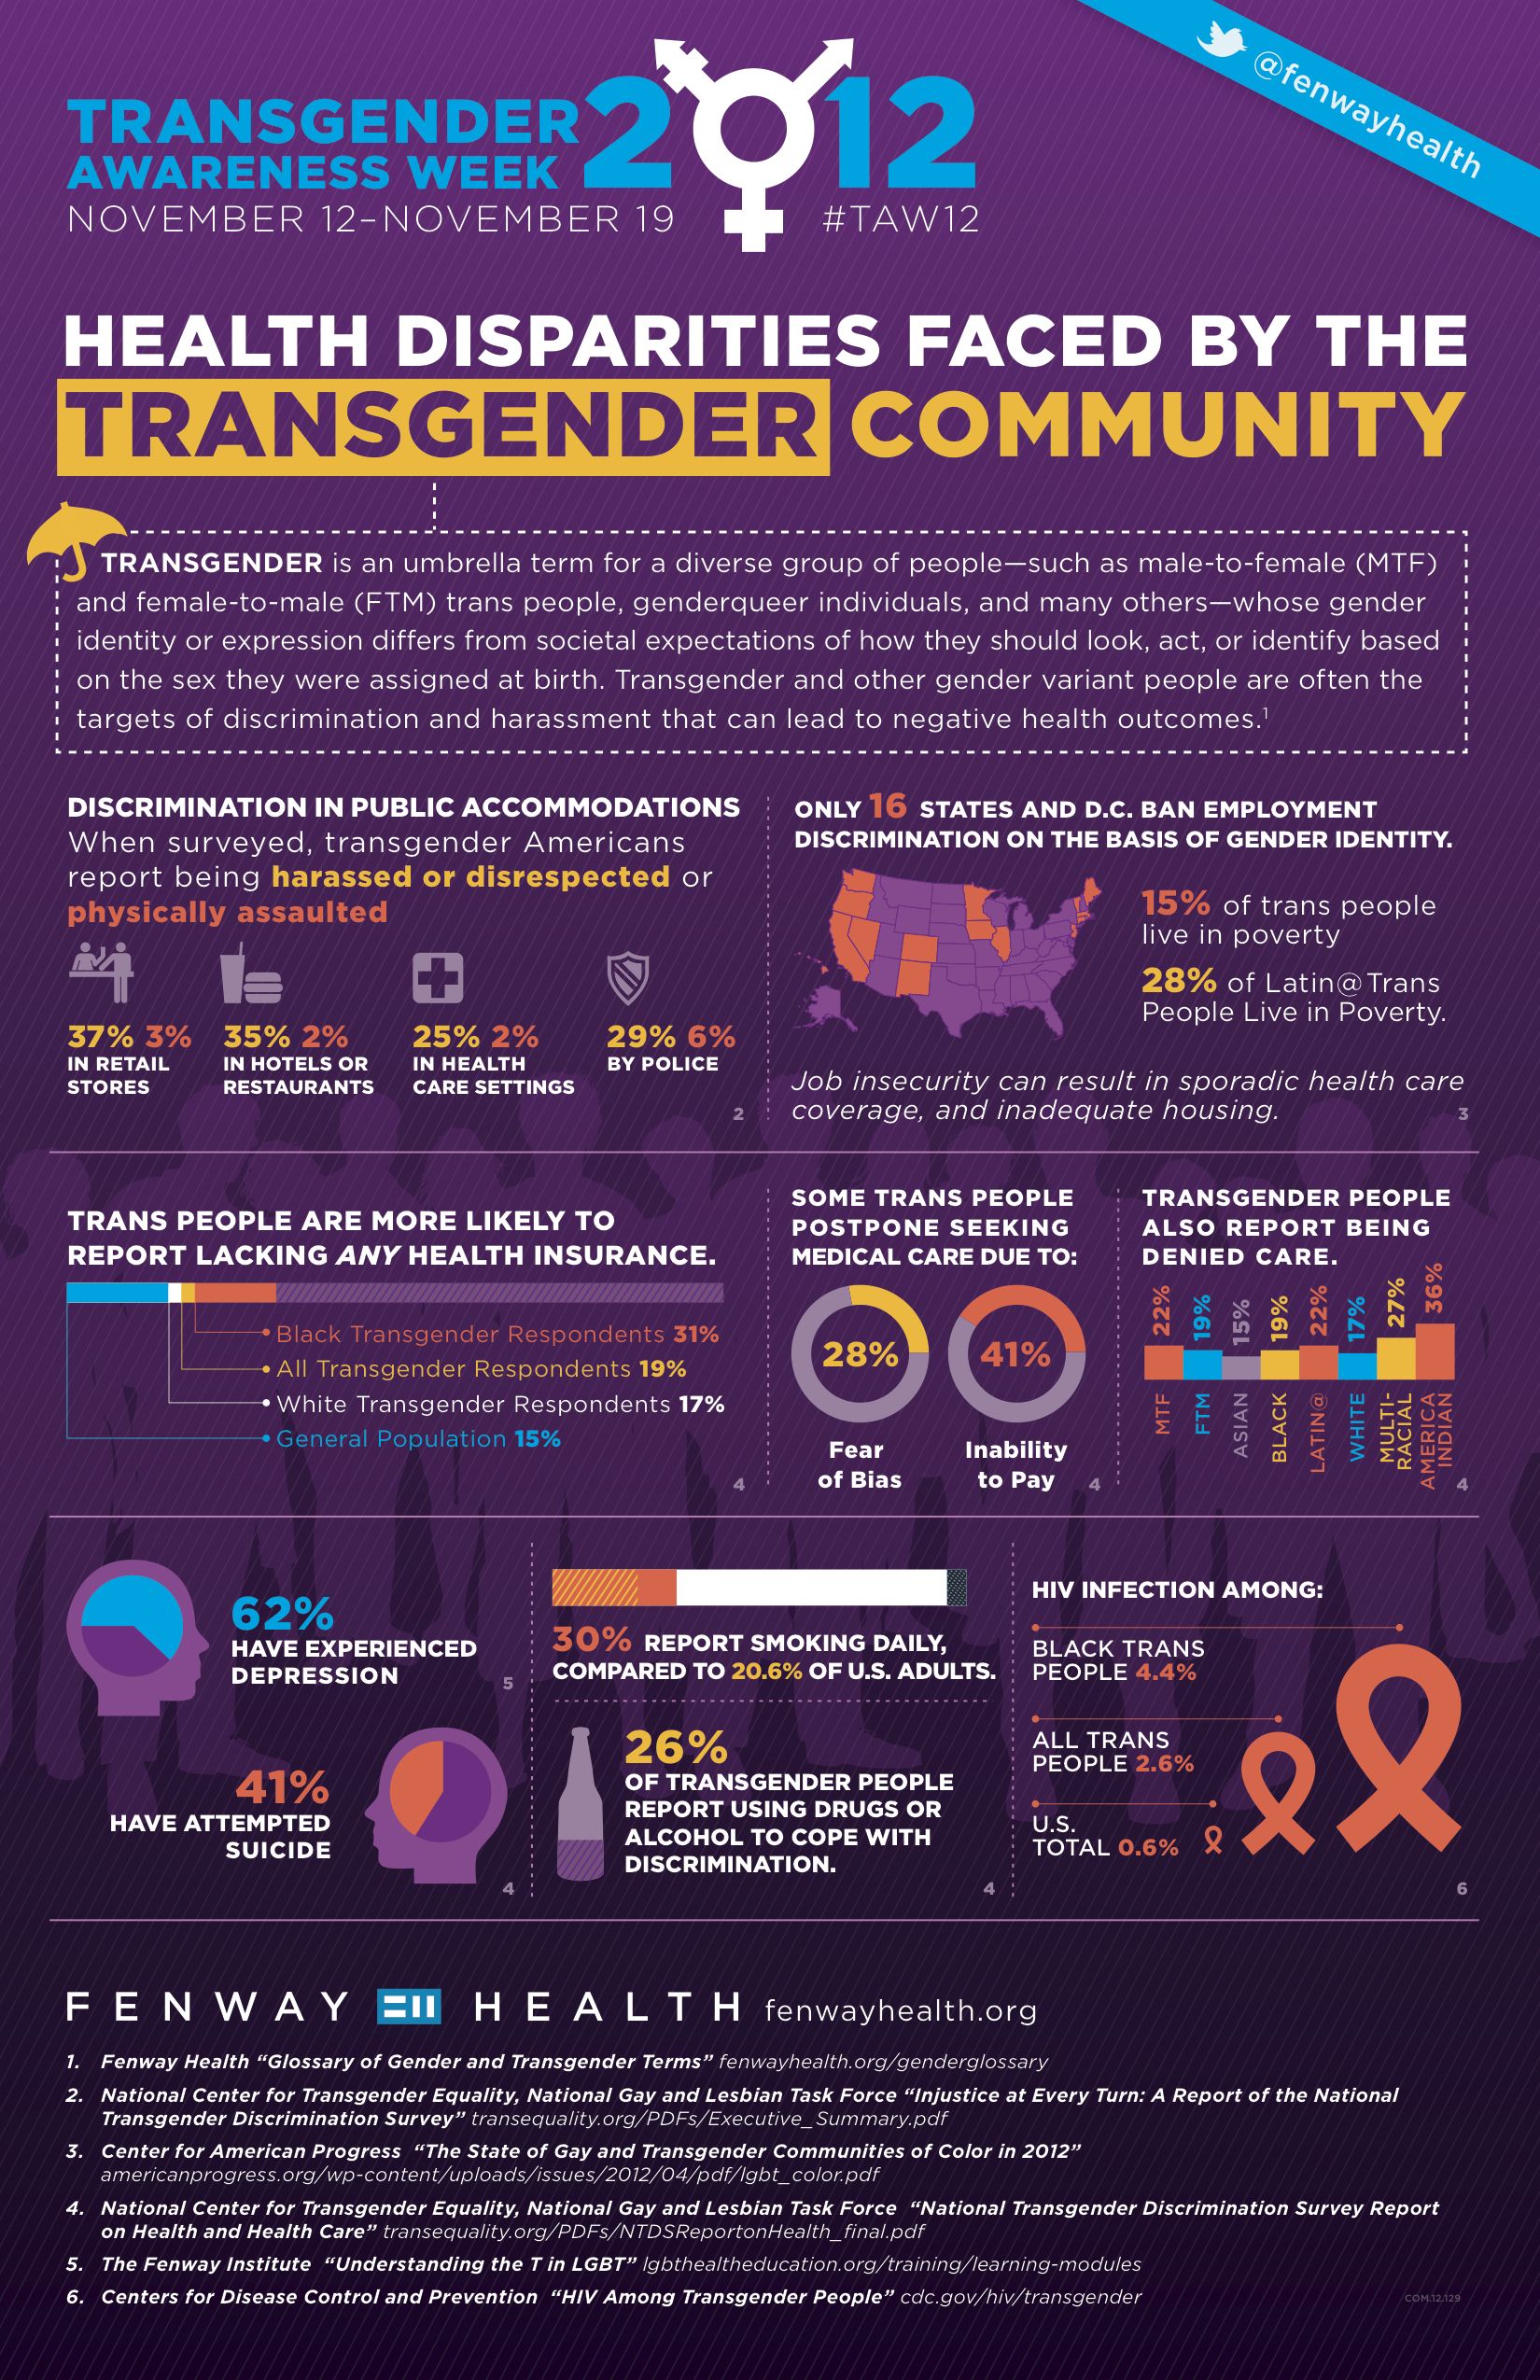 @fenwayhealth
TRANSGENDER
AWARENESS WEEK
2012
NOVEMBER 12–NOVEMBER 19
#TAW12
HEALTH DISPARITIES FACED BY THE
TRANSGENDER COMMUNITY
TRANSGENDER is an umbrella term for a diverse group of people—such as male-to-female (MTF)
and female-to-male (FTM) trans people, genderqueer individuals, and many others—whose gender
identity or expression differs from societal expectations of how they should look, act, or identify based
on the sex they were assigned at birth. Transgender and other gender variant people are often the
targets of discrimination and harassment that can lead to negative health outcomes.1
DISCRIMINATION IN PUBLIC ACCOMMODATIONS
When surveyed, transgender Americans
report being harassed or disrespected or
physically assaulted
37% 3%
IN RETAIL
STORES
35% 2%
IN HOTELS OR
RESTAURANTS
25% 2%
IN HEALTH
CARE SETTINGS
29% 6%
BY POLICE
2
ONLY 16 STATES AND D.C. BAN EMPLOYMENT
DISCRIMINATION ON THE BASIS OF GENDER IDENTITY.
15% of trans people
live in poverty
28% of Latin@ Trans
People Live in Poverty.
Job insecurity can result in sporadic health care
coverage, and inadequate housing.
3
TRANS PEOPLE ARE MORE LIKELY TO
REPORT LACKING ANY HEALTH INSURANCE.
Black Transgender Respondents 31%
All Transgender Respondents 19%
White Transgender Respondents 17%
General Population 15%
4
SOME TRANS PEOPLE
POSTPONE SEEKING
MEDICAL CARE DUE TO:
28%
Fear
of Bias
41%
Inability
to Pay
4
TRANSGENDER PEOPLE
ALSO REPORT BEING
DENIED CARE.
22%
19%
15%
19%
22%
17%
27%
36%
MTF
FTM
ASIAN
BLACK
LATIN@
WHITE
MULTI-
RACIAL
AMERICA
INDIAN
4
62%
HAVE EXPERIENCED
DEPRESSION
5
41%
HAVE ATTEMPTED
SUICIDE
4
30% REPORT SMOKING DAILY,
COMPARED TO 20.6% OF U.S. ADULTS.
26%
OF TRANSGENDER PEOPLE
REPORT USING DRUGS OR
ALCOHOL TO COPE WITH
DISCRIMINATION.
4
HIV INFECTION AMONG:
BLACK TRANS
PEOPLE 4.4%
ALL TRANS
PEOPLE 2.6%
U.S.
TOTAL 0.6%
6
FENWAY HEALTH fenwayhealth.org
1. Fenway Health “Glossary of Gender and Transgender Terms” fenwayhealth.org/genderglossary
2. National Center for Transgender Equality, National Gay and Lesbian Task Force “Injustice at Every Turn: A Report of the National
Transgender Discrimination Survey” transequality.org/PDFs/Executive_Summary.pdf
3. Center for American Progress “The State of Gay and Transgender Communities of Color in 2012”
americanprogress.org/wp-content/uploads/issues/2012/04/pdf/lgbt_color.pdf
4. National Center for Transgender Equality, National Gay and Lesbian Task Force “National Transgender Discrimination Survey Report
on Health and Health Care” transequality.org/PDFs/NTDSReportonHealth_final.pdf
5. The Fenway Institute “Understanding the T in LGBT” lgbthealtheducation.org/training/learning-modules
6. Centers for Disease Control and Prevention “HIV Among Transgender People” cdc.gov/hiv/transgender
COM.12.129